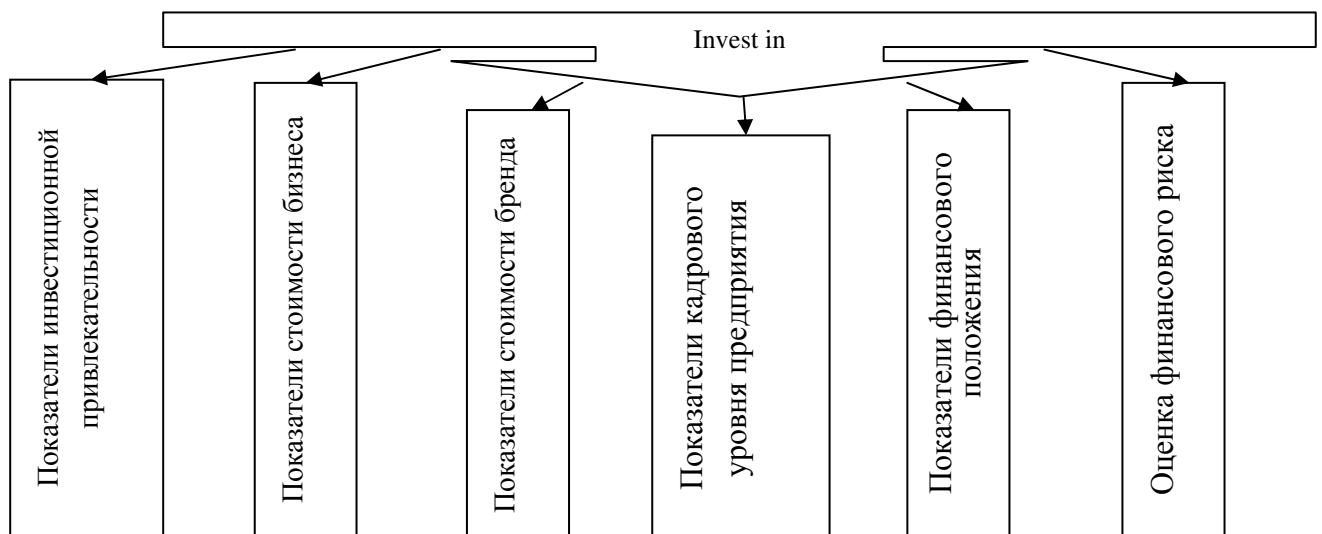 Invest in
Показатели инвестиционной
привлекательности
Показатели стоимости бизнеса
Показатели стоимости бренда
Показатели кадрового
уровня предприятия
Показатели финансового
положения
Оценка финансового риска